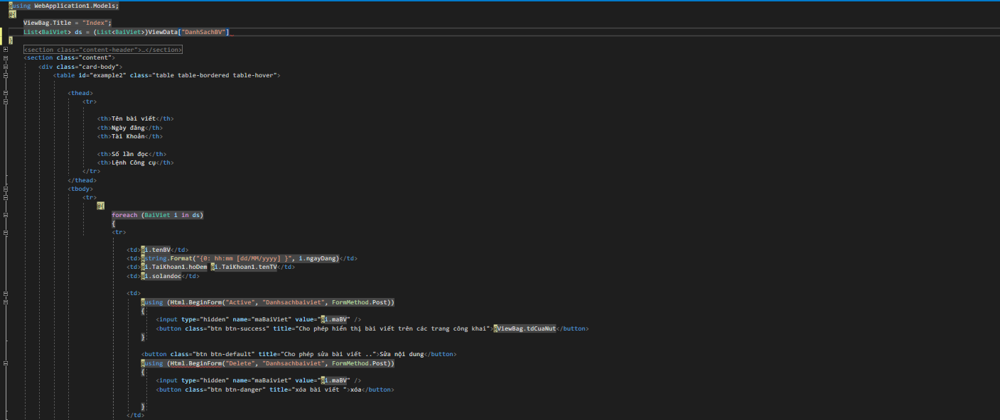 @using WebApplication1.Models;
@{
ViewBag.Title = "Index";
List<BaiViet> ds = (List<BaiViet>)ViewData["DanhSachBV"]
}
<section class="content-header">…</section>
<section class="content">
<div class="card-body">
<table id="example2" class="table table-bordered table-hover">
<thead>
<tr>
<th>Tên bài viết</th>
<th>Ngày đăng</th>
<th>Tài Khoản</th>
<th>Số lần đọc</th>
<th>Lệnh Công cụ</th>
</tr>
</thead>
<tbody>
<tr>
@{
foreach (BaiViet i in ds)
{
<tr>
<td>@i.tenBV</td>
<td>@string.Format("{0: hh:mm [dd/MM/yyyy] }", i.ngayDang)</td>
<td>@i.TaiKhoan1.hoDem @i.TaiKhoan1.tenTV</td>
<td>@i.solandoc</td>
<td>
@using (Html.BeginForm("Active", "Danhsachbaiviet", FormMethod.Post))
{
<input type="hidden" name="maBaiViet" value="@i.maBV" />
<button class="btn btn-success" title="Cho phép hiển thị bài viết trên các trang công khai">@ViewBag.tdCuaNut</button>
}
<button class="btn btn-default" title="Cho phép sửa bài viết ..">Sửa nội dung</button>
@using (Html.BeginForm("Delete", "Danhsachbaiviet", FormMethod.Post))
{
<input type="hidden" name="maBaiviet" value="@i.maBV" />
<button class="btn btn-danger" title="xóa bài viết ">xóa</button>
}
</td>